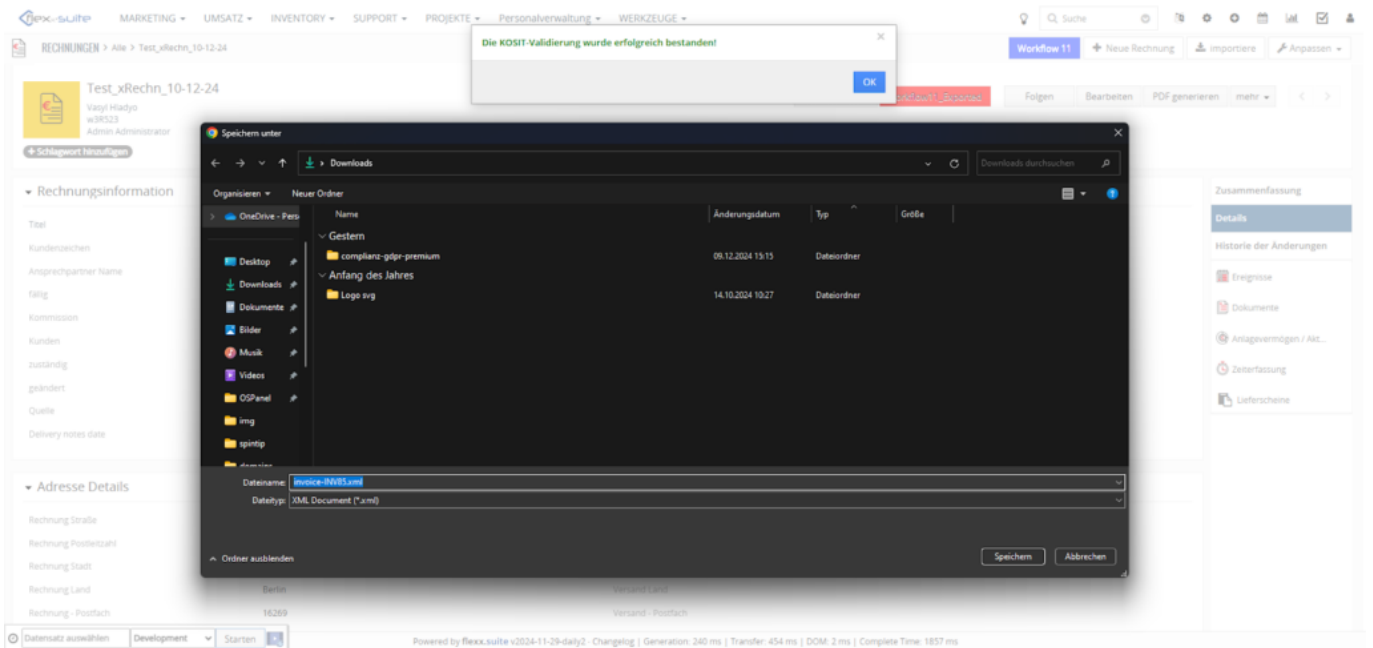 flexx.suite
MARKETING UMSATZ INVENTORY SUPPORT PROJEKTE Personalverwaltung WERKZEUGE
Suche
RECHNUNGEN > Alle > Test_xRechn_10-12-24
Workflow 11
+ Neue Rechnung
importiere
Anpassen
Die KOSIT-Validierung wurde erfolgreich bestanden!
×
OK
Test_xRechn_10-12-24
Vasyl Hladyo
w3RS23
Admin Administrator
+ Schlagwort hinzufügen
Folgen
Bearbeiten
PDF generieren
mehr
Speichern unter
Downloads
Downloads durchsuchen
Organisieren
Neuer Ordner
Name
Änderungsdatum
Typ
Größe
OneDrive - Pers
Gestern
complianz-gdpr-premium 09.12.2024 15:15 Dateiordner
Anfang des Jahres
Logo svg 14.10.2024 10:27 Dateiordner
Desktop
Downloads
Dokumente
Bilder
Musik
Videos
OSPanel
img
spintip
domains
Dateiname: invoice-INV85.xml
Dateityp: XML Document (*.xml)
Ordner ausblenden
Speichern
Abbrechen
Rechnungsinformation
Titel
Kundenzeichen
Ansprechpartner Name
fällig
Kommission
Kunden
zuständig
geändert
Quelle
Delivery notes date
Adresse Details
Rechnung Straße
Rechnung Postleitzahl
Rechnung Stadt
Rechnung Land
Berlin
Versand Land
Rechnung - Postfach
16269
Versand - Postfach
Zusammenfassung
Details
Historie der Änderungen
Ereignisse
Dokumente
Anlagevermögen / Akt...
Zeiterfassung
Lieferscheine
Datensatz auswählen
Development
Starten
Powered by flexx.suite v2024-11-29-daily2 - Changelog | Generation: 240 ms | Transfer: 454 ms | DOM: 2 ms | Complete Time: 1857 ms